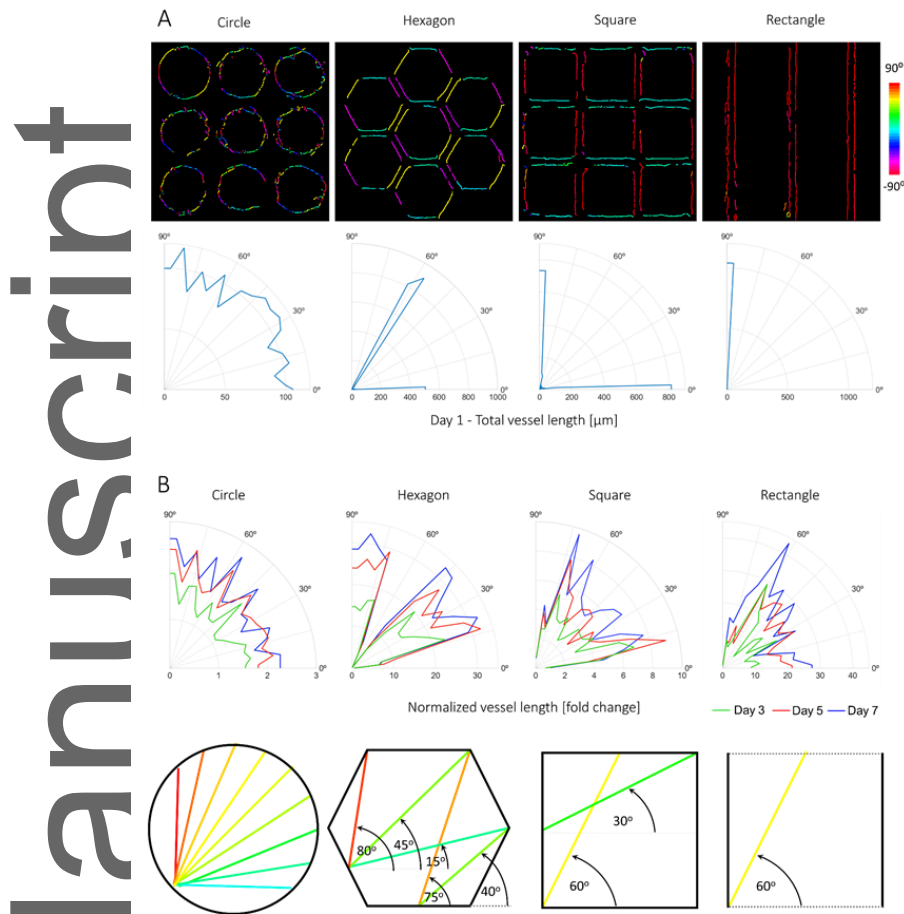 lanuscript
A
Circle
Hexagon
Square
Rectangle
90º
-90º
90º
60º
30º
0º
0
50
100
90º
60º
30º
0º
0
200
400
600
800
1000
90º
60º
30º
0º
0
200
400
600
800
1000
90º
60º
30º
0º
0
500
1000
Day 1 - Total vessel length [µm]
B
Circle
Hexagon
Square
Rectangle
90º
60º
30º
0º
0
1
2
3
90º
60º
30º
0º
0
10
20
30
90º
60º
30º
0º
0
2
4
6
8
10
90º
60º
30º
0º
0
10
20
30
40
Normalized vessel length [fold change]
Day 3
Day 5
Day 7
80º
45º
15º
75º
40º
30º
60º
60º